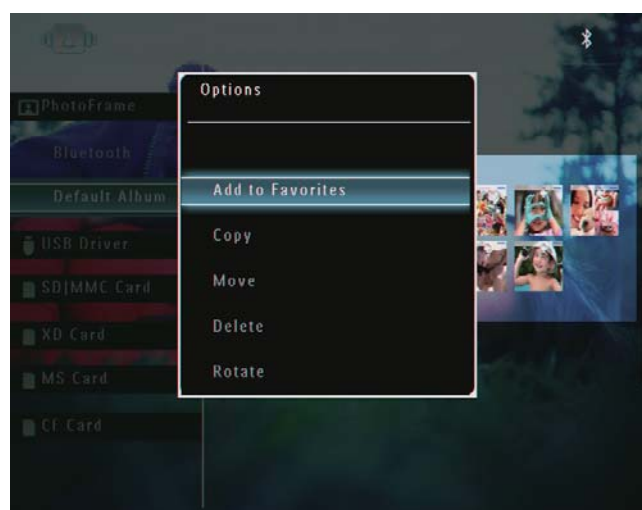 Options
PhotoFrame
Bluetooth
Default Album
USB Driver
SD|MMC Card
XD Card
MS Card
CF Card
Add to Favorites
Copy
Move
Delete
Rotate